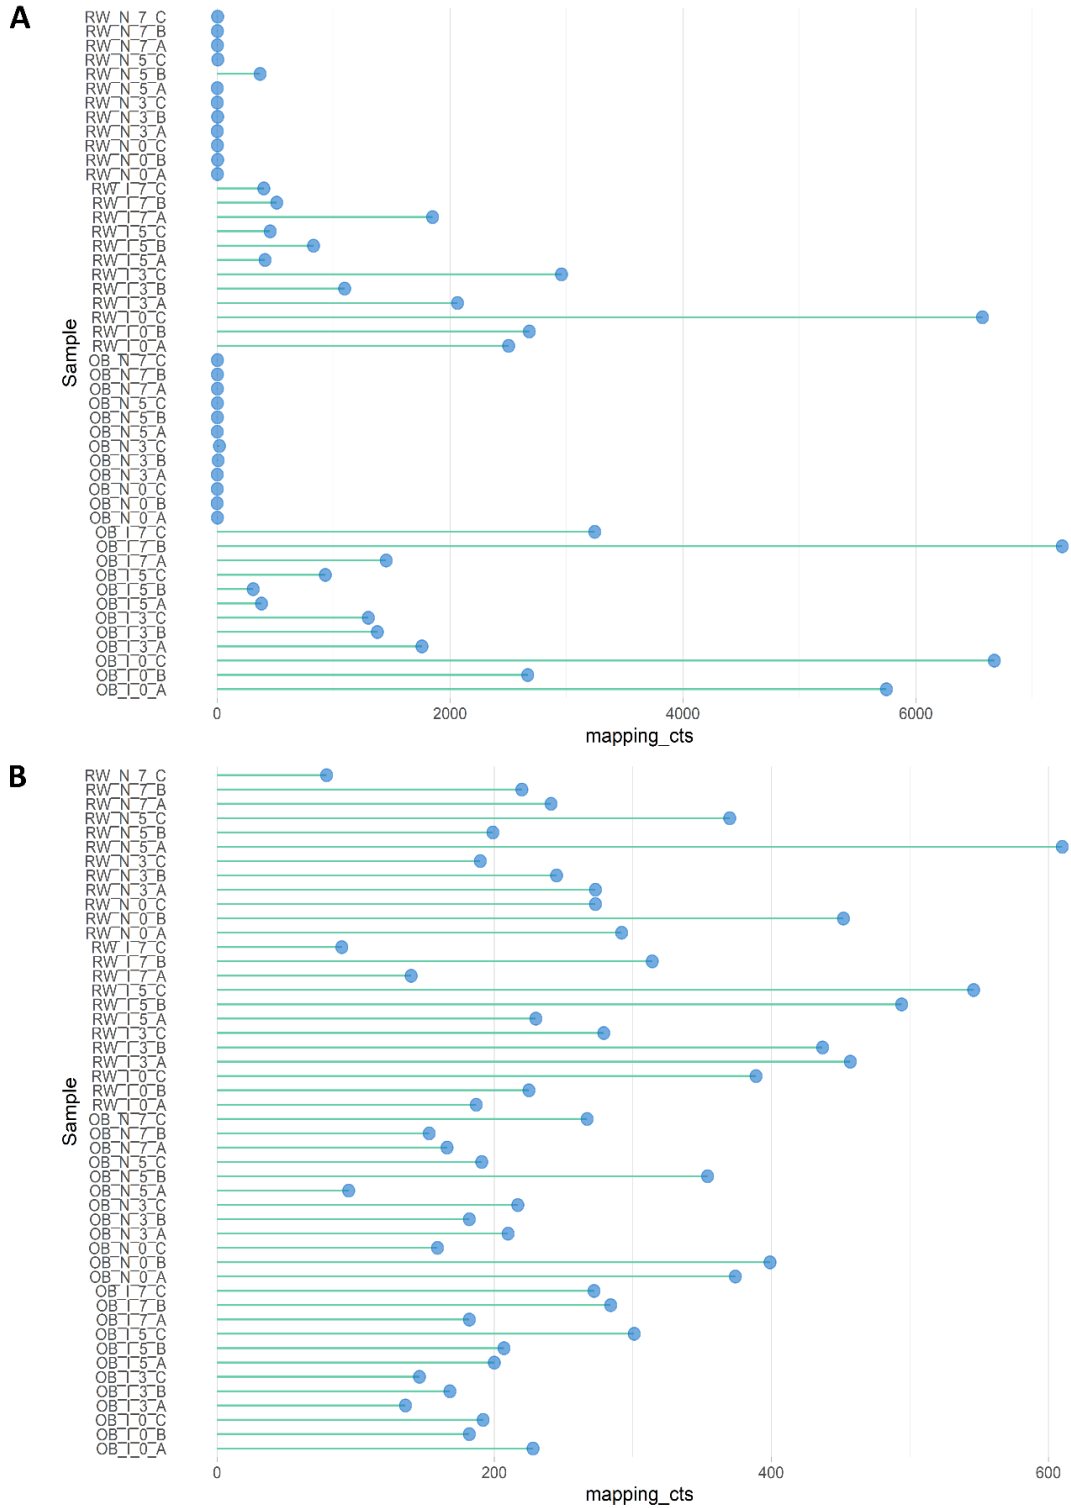 A
RW_N_7_C
RW_N_7_B
RW_N_7_A
RW_N_5_C
RW_N_5_B
RW_N_5_A
RW_N_3_C
RW_N_3_B
RW_N_3_A
RW_N_0_C
RW_N_0_B
RW_N_0_A
RW_I_7_C
RW_I_7_B
RW_I_7_A
RW_I_5_C
RW_I_5_B
RW_I_5_A
RW_I_3_C
RW_I_3_B
RW_I_3_A
RW_I_0_C
RW_I_0_B
RW_I_0_A
OB_N_7_C
OB_N_7_B
OB_N_7_A
OB_N_5_C
OB_N_5_B
OB_N_5_A
OB_N_3_C
OB_N_3_B
OB_N_3_A
OB_N_0_C
OB_N_0_B
OB_N_0_A
OB_I_7_C
OB_I_7_B
OB_I_7_A
OB_I_5_C
OB_I_5_B
OB_I_5_A
OB_I_3_C
OB_I_3_B
OB_I_3_A
OB_I_0_C
OB_I_0_B
OB_I_0_A
Sample
0 2000 4000 6000
mapping_cts
B
RW_N_7_C
RW_N_7_B
RW_N_7_A
RW_N_5_C
RW_N_5_B
RW_N_5_A
RW_N_3_C
RW_N_3_B
RW_N_3_A
RW_N_0_C
RW_N_0_B
RW_N_0_A
RW_I_7_C
RW_I_7_B
RW_I_7_A
RW_I_5_C
RW_I_5_B
RW_I_5_A
RW_I_3_C
RW_I_3_B
RW_I_3_A
RW_I_0_C
RW_I_0_B
RW_I_0_A
OB_N_7_C
OB_N_7_B
OB_N_7_A
OB_N_5_C
OB_N_5_B
OB_N_5_A
OB_N_3_C
OB_N_3_B
OB_N_3_A
OB_N_0_C
OB_N_0_B
OB_N_0_A
OB_I_7_C
OB_I_7_B
OB_I_7_A
OB_I_5_C
OB_I_5_B
OB_I_5_A
OB_I_3_C
OB_I_3_B
OB_I_3_A
OB_I_0_C
OB_I_0_B
OB_I_0_A
Sample
0 200 400 600
mapping_cts